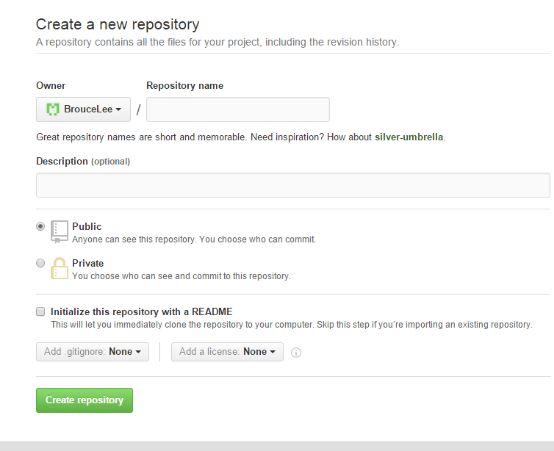 Create a new repository
A repository contains all the files for your project, including the revision history.
Owner Repository name
BrouceLee /
Great repository names are short and memorable. Need inspiration? How about silver-umbrella.
Description (optional)
Public
Anyone can see this repository. You choose who can commit.
Private
You choose who can see and commit to this repository.
Initialize this repository with a README
This will let you immediately clone the repository to your computer. Skip this step if you're importing an existing repository.
Add .gitignore: None Add a license: None
Create repository